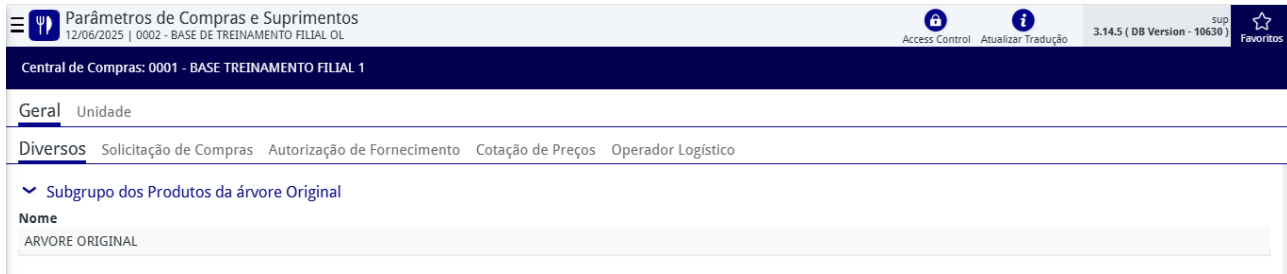 Parâmetros de Compras e Suprimentos
12/06/2025 | 0002 - BASE DE TREINAMENTO FILIAL OL
Access Control
Atualizar Tradução
sup
3.14.5 ( DB Version - 10630 )
Favoritos
Central de Compras: 0001 - BASE TREINAMENTO FILIAL 1
Geral Unidade
Diversos Solicitação de Compras Autorização de Fornecimento Cotação de Preços Operador Logístico
Subgrupo dos Produtos da árvore Original
Nome
ARVORE ORIGINAL